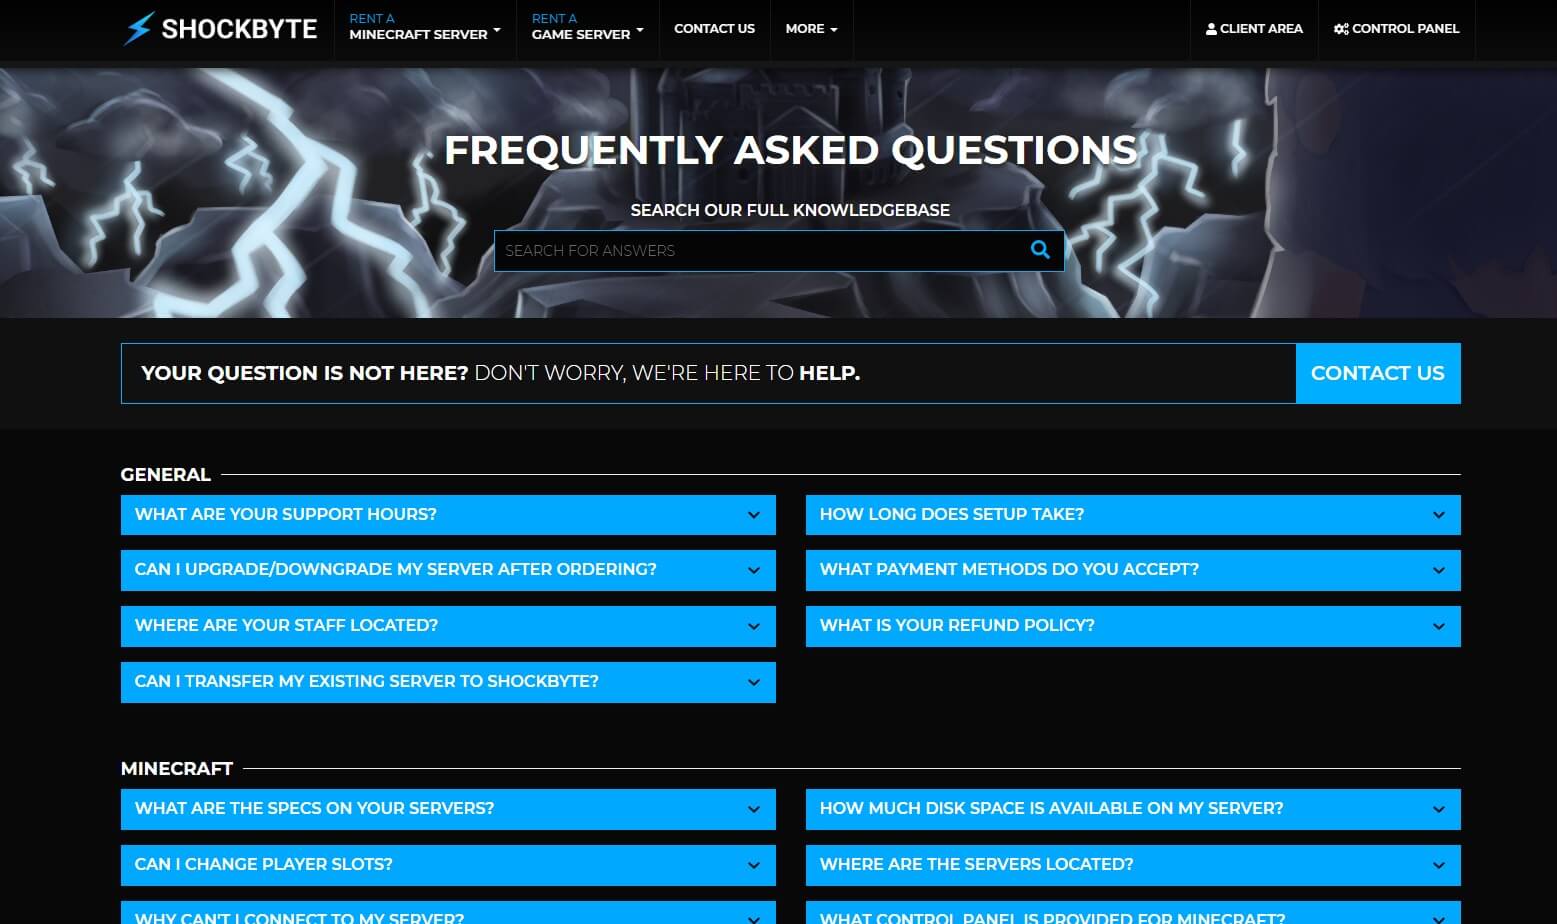 SHOCKBYTE
RENT A
MINECRAFT SERVER
RENT A
GAME SERVER
CONTACT US
MORE
CLIENT AREA
CONTROL PANEL
FREQUENTLY ASKED QUESTIONS
SEARCH OUR FULL KNOWLEDGEBASE
SEARCH FOR ANSWERS
YOUR QUESTION IS NOT HERE? DON'T WORRY, WE'RE HERE TO HELP.
CONTACT US
GENERAL
WHAT ARE YOUR SUPPORT HOURS?
HOW LONG DOES SETUP TAKE?
CAN I UPGRADE/DOWNGRADE MY SERVER AFTER ORDERING?
WHAT PAYMENT METHODS DO YOU ACCEPT?
WHERE ARE YOUR STAFF LOCATED?
WHAT IS YOUR REFUND POLICY?
CAN I TRANSFER MY EXISTING SERVER TO SHOCKBYTE?
MINECRAFT
WHAT ARE THE SPECS ON YOUR SERVERS?
HOW MUCH DISK SPACE IS AVAILABLE ON MY SERVER?
CAN I CHANGE PLAYER SLOTS?
WHERE ARE THE SERVERS LOCATED?
WHY CAN'T I CONNECT TO MY SERVER?
WHAT CONTROL PANEL IS PROVIDED FOR MINECRAFT?